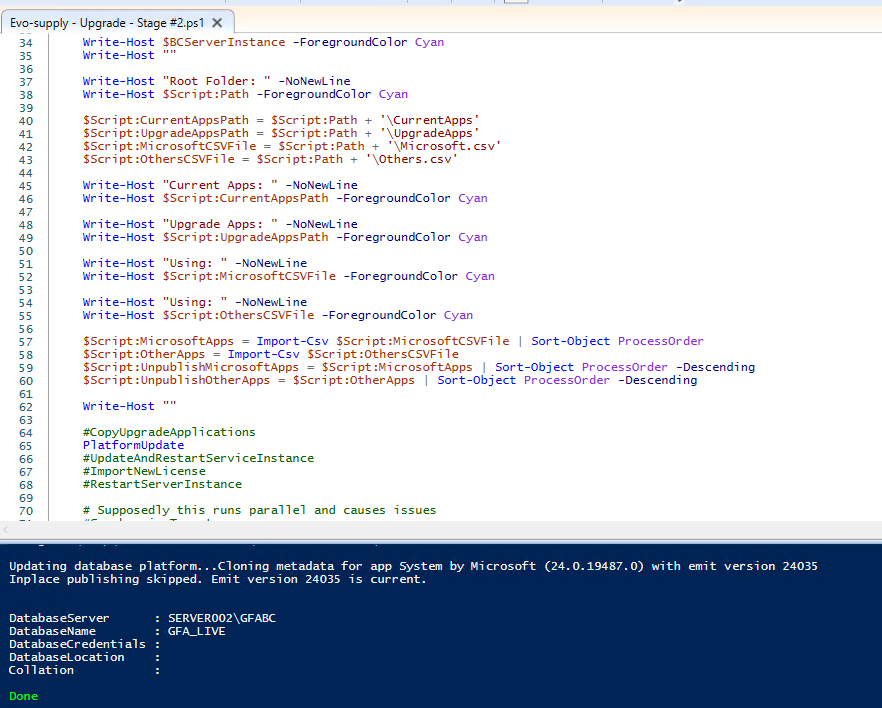 Evo-supply - Upgrade - Stage #2.ps1 X
34 Write-Host $BCServerInstance -ForegroundColor Cyan
35 Write-Host ""
36
37 Write-Host "Root Folder: " -NoNewLine
38 Write-Host $Script:Path -ForegroundColor Cyan
39
40 $Script:CurrentAppsPath = $Script:Path + '\CurrentApps'
41 $Script:UpgradeAppsPath = $Script:Path + '\UpgradeApps'
42 $Script:MicrosoftCSVFile = $Script:Path + '\Microsoft.csv'
43 $Script:OthersCSVFile = $Script:Path + '\Others.csv'
44
45 Write-Host "Current Apps: " -NoNewLine
46 Write-Host $Script:CurrentAppsPath -ForegroundColor Cyan
47
48 Write-Host "Upgrade Apps: " -NoNewLine
49 Write-Host $Script:UpgradeAppsPath -ForegroundColor Cyan
50
51 Write-Host "Using: " -NoNewLine
52 Write-Host $Script:MicrosoftCSVFile -ForegroundColor Cyan
53
54 Write-Host "Using: " -NoNewLine
55 Write-Host $Script:OthersCSVFile -ForegroundColor Cyan
56
57 $Script:MicrosoftApps = Import-Csv $Script:MicrosoftCSVFile | Sort-Object ProcessOrder
58 $Script:OtherApps = Import-Csv $Script:OthersCSVFile
59 $Script:UnpublishMicrosoftApps = $Script:MicrosoftApps | Sort-Object ProcessOrder -Descending
60 $Script:UnpublishOtherApps = $Script:OtherApps | Sort-Object ProcessOrder -Descending
61
62 Write-Host ""
63
64 #CopyUpgradeApplications
65 PlatformUpdate
66 #UpdateAndRestartServiceInstance
67 #ImportNewLicense
68 #RestartServerInstance
69
70 # Supposedly this runs parallel and causes issues
Updating database platform...Cloning metadata for app System by Microsoft (24.0.19487.0) with emit version 24035
Inplace publishing skipped. Emit version 24035 is current.
DatabaseServer : SERVER002\GFABC
DatabaseName : GFA_LIVE
DatabaseCredentials :
DatabaseLocation :
Collation :
Done